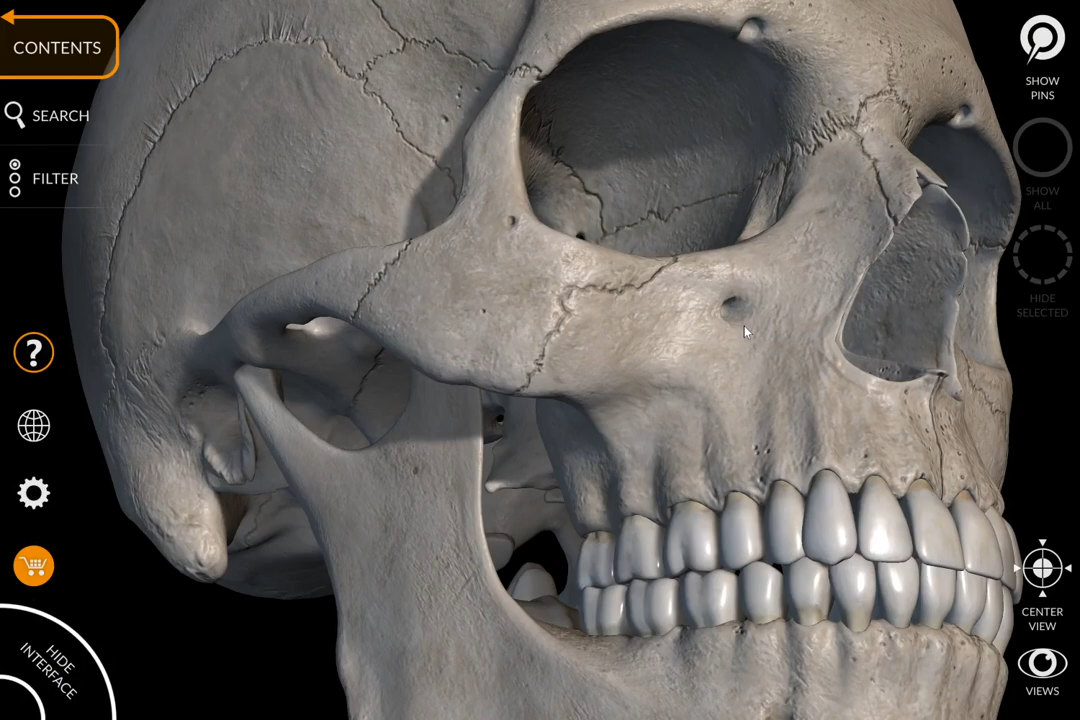 CONTENTS
SEARCH
FILTER
?
HIDE
INTERFACE
SHOW
PINS
SHOW
ALL
HIDE
SELECTED
CENTER
VIEW
VIEWS